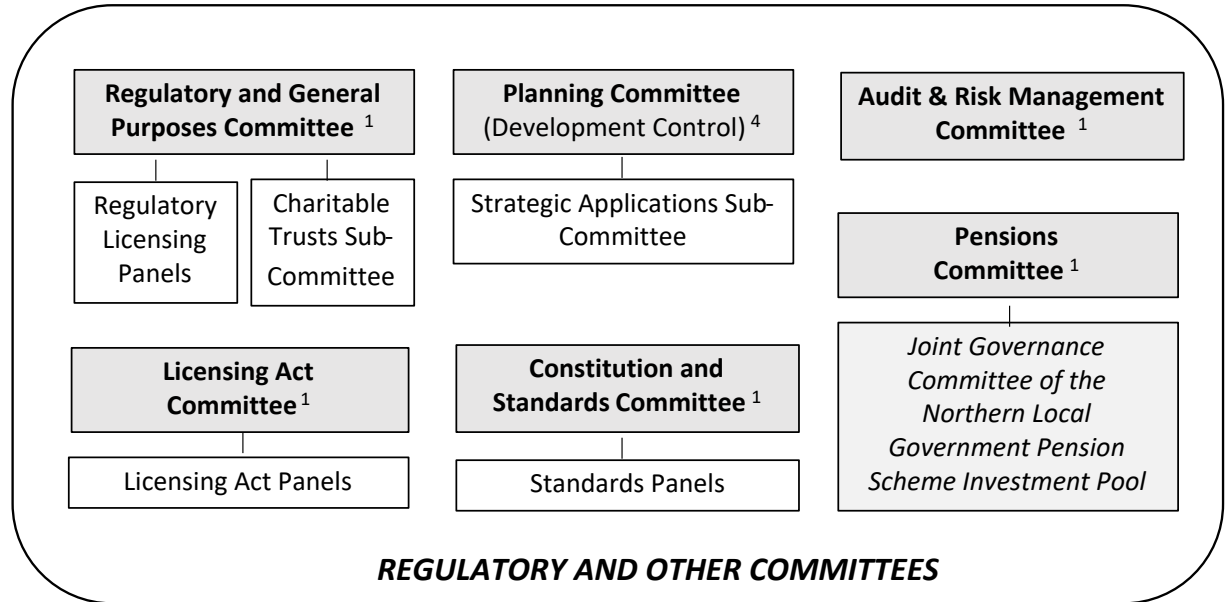 Regulatory and General
Purposes Committee 1
Regulatory
Licensing
Panels
Charitable
Trusts Sub-
Committee
Planning Committee
(Development Control) 4
Strategic Applications Sub-
Committee
Audit & Risk Management
Committee 1
Pensions
Committee 1
Joint Governance
Committee of the
Northern Local
Government Pension
Scheme Investment Pool
Licensing Act
Committee 1
Licensing Act Panels
Constitution and
Standards Committee 1
Standards Panels
REGULATORY AND OTHER COMMITTEES